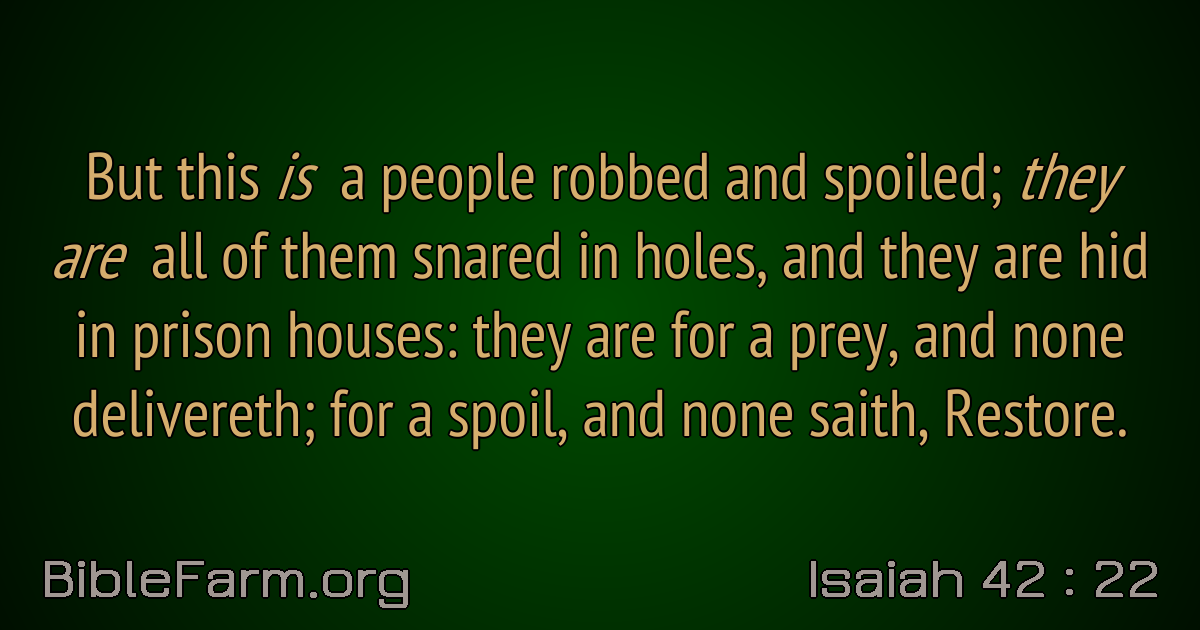 But this is a people robbed and spoiled; they
are all of them snared in holes, and they are hid
in prison houses: they are for a prey, and none
delivereth; for a spoil, and none saith, Restore.
BibleFarm.org
Isaiah 42 : 22